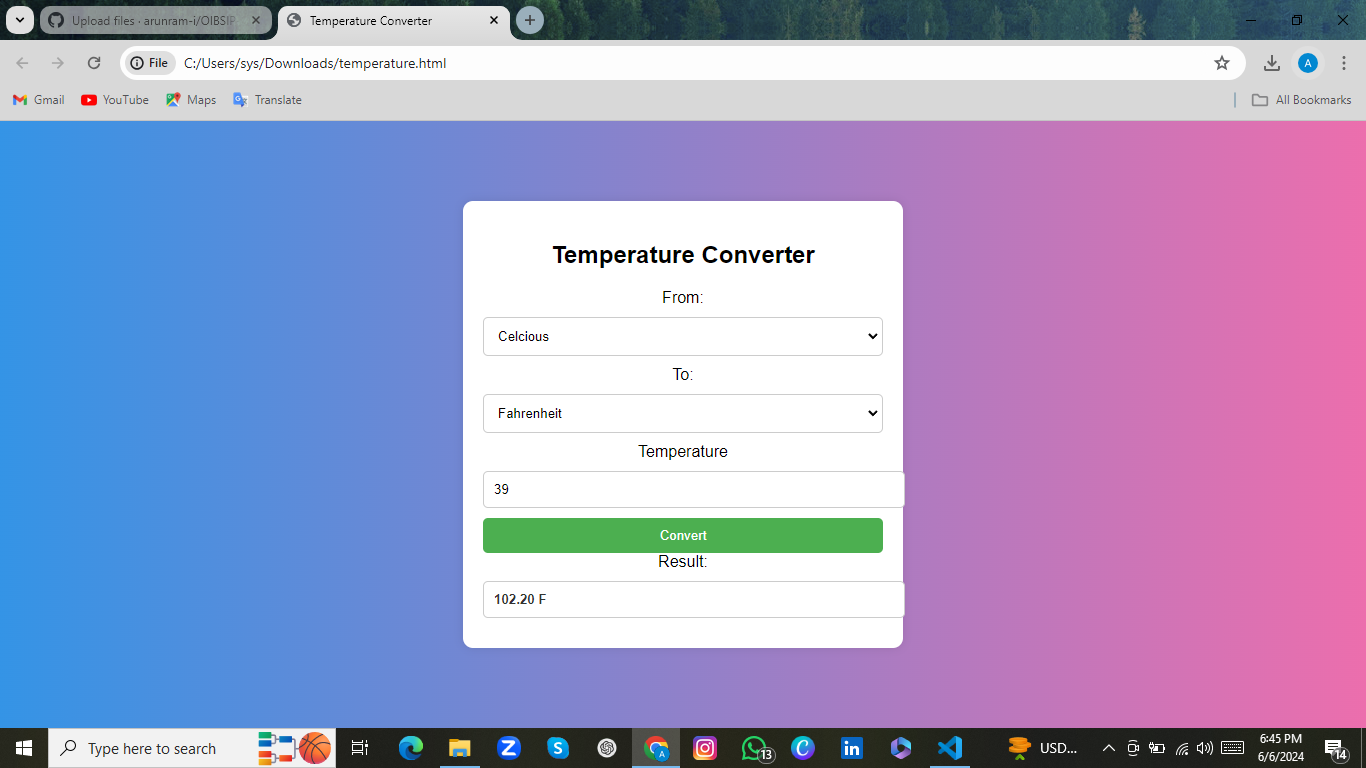 Upload files · arunram-i/OIBSIP
Temperature Converter
File
C:/Users/sys/Downloads/temperature.html
A
Gmail
YouTube
Maps
Translate
All Bookmarks
Temperature Converter
From:
Celcious
To:
Fahrenheit
Temperature
39
Convert
Result:
102.20 F
Type here to search
A
13
USD...
6:45 PM
6/6/2024
14